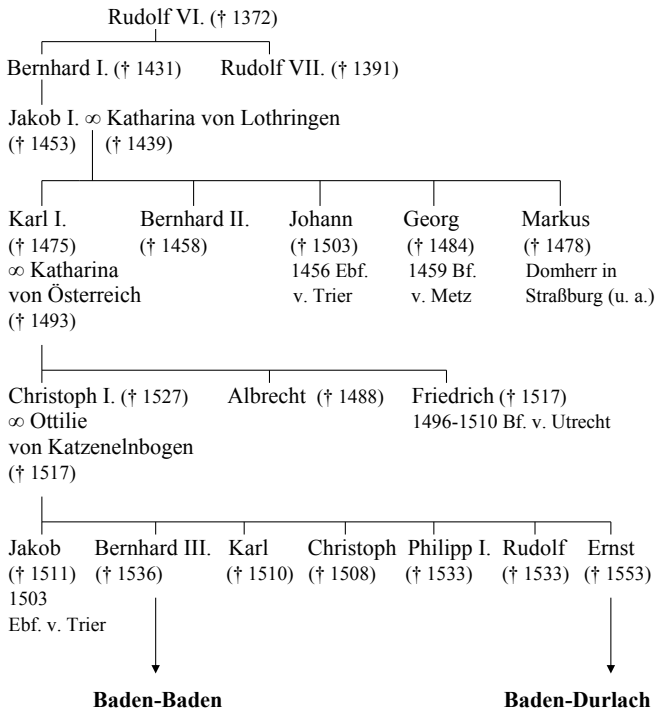 Rudolf VI. († 1372)
Bernhard I. († 1431) Rudolf VII. († 1391)
Jakob I. ∞ Katharina von Lothringen
(† 1453) († 1439)
Karl I. Bernhard II. Johann Georg Markus
(† 1475) († 1458) († 1503) († 1484) († 1478)
∞ Katharina 1456 Ebf. 1459 Bf. Domherr in
von Österreich v. Trier v. Metz Straßburg (u. a.)
(† 1493)
Christoph I. († 1527) Albrecht († 1488) Friedrich († 1517)
∞ Ottilie 1496-1510 Bf. v. Utrecht
von Katzenelnbogen
(† 1517)
Jakob Bernhard III. Karl Christoph Philipp I. Rudolf Ernst
(† 1511) († 1536) († 1510) († 1508) († 1533) († 1533) († 1553)
1503
Ebf. v. Trier
Baden-Baden Baden-Durlach